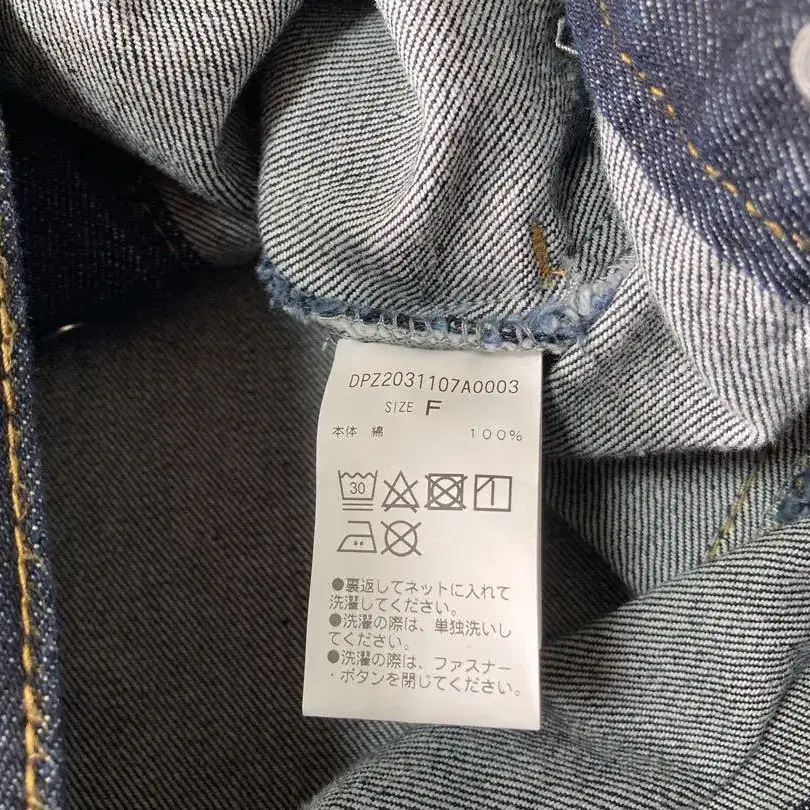 DPZ2031107A0003
SIZE F
本体 綿 100%
30
●裏返してネットに入れて
洗濯してください。
●洗濯の際は、単独洗いし
てください。
●洗濯の際は、ファスナー
・ボタンを閉じてください。